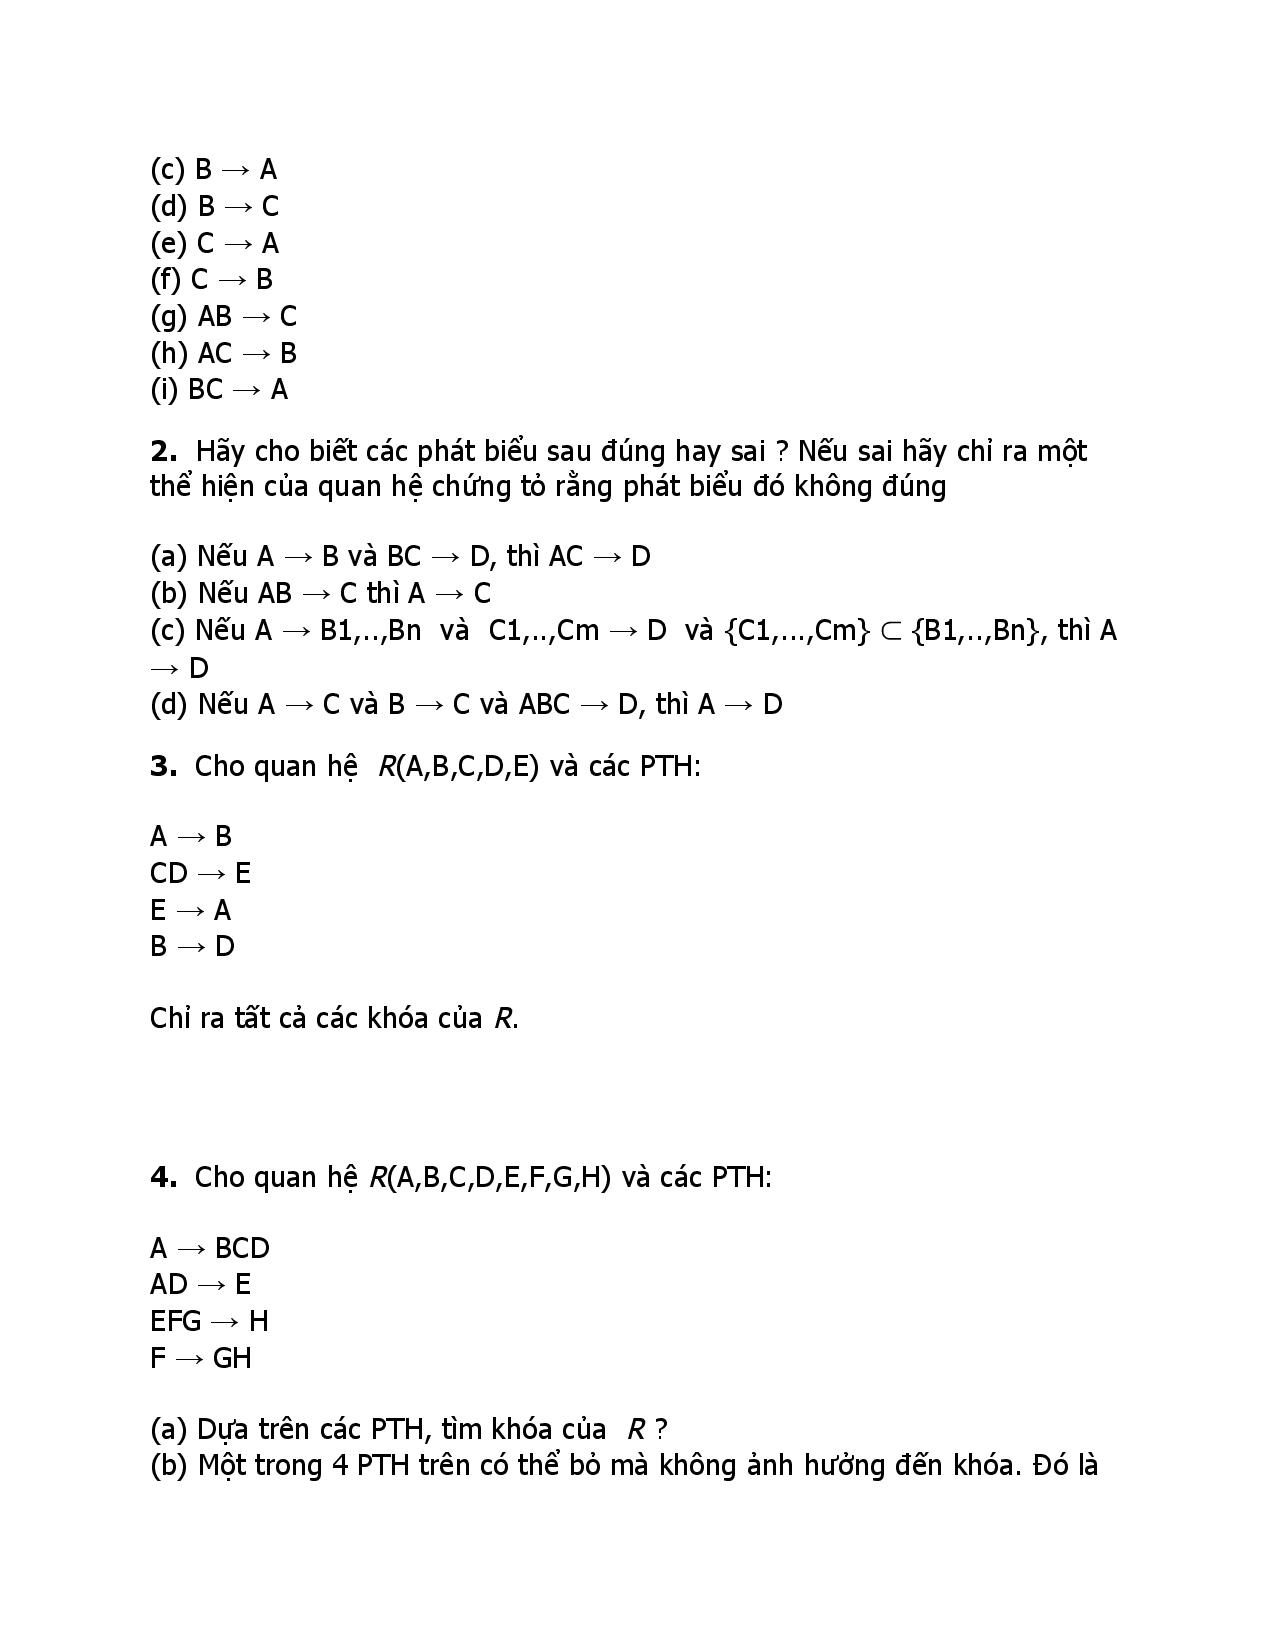 (c) B → A
(d) B → C
(e) C → A
(f) C → B
(g) AB → C
(h) AC → B
(i) BC → A
2. Hãy cho biết các phát biểu sau đúng hay sai ? Nếu sai hãy chỉ ra một
thể hiện của quan hệ chứng tỏ rằng phát biểu đó không đúng
(a) Nếu A → B và BC → D, thì AC → D
(b) Nếu AB → C thì A → C
(c) Nếu A → B1,..,Bn và C1,..,Cm → D và {C1,...,Cm} ⊂ {B1,..,Bn}, thì A
→ D
(d) Nếu A → C và B → C và ABC → D, thì A → D
3. Cho quan hệ R(A,B,C,D,E) và các PTH:
A → B
CD → E
E → A
B → D
Chỉ ra tất cả các khóa của R.
4. Cho quan hệ R(A,B,C,D,E,F,G,H) và các PTH:
A → BCD
AD → E
EFG → H
F → GH
(a) Dựa trên các PTH, tìm khóa của R ?
(b) Một trong 4 PTH trên có thể bỏ mà không ảnh hưởng đến khóa. Đó là